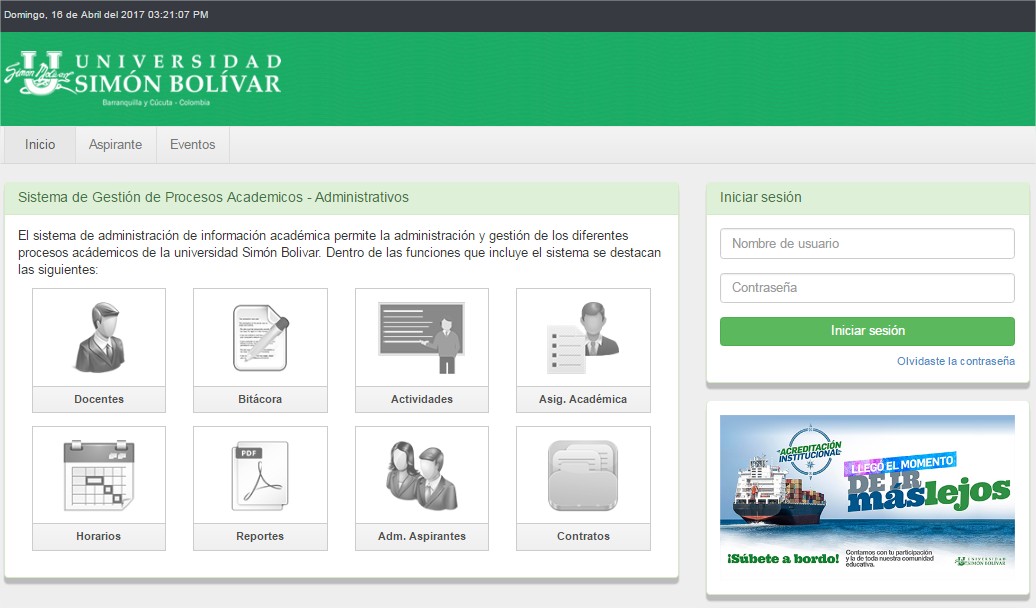 Domingo, 16 de Abril del 2017 03:21:07 PM
UNIVERSIDAD
SIMÓN BOLÍVAR
Barranquilla y Cúcuta - Colombia
Inicio Aspirante Eventos
Sistema de Gestión de Procesos Academicos - Administrativos
El sistema de administración de información académica permite la administración y gestión de los diferentes
procesos académicos de la universidad Simón Bolivar. Dentro de las funciones que incluye el sistema se destacan
las siguientes:
Docentes Bitácora Actividades Asig. Académica
PDF
Horarios Reportes Adm. Aspirantes Contratos
Iniciar sesión
Nombre de usuario
Contraseña
Iniciar sesión
Olvidaste la contraseña
ACREDITACIÓN
INSTITUCIONAL
LLEGÓ EL MOMENTO
DE IR
máslejos
¡Súbete a bordo!
Contamos con tu participación
y la de toda nuestra comunidad
educativa.
UNIVERSIDAD
SIMÓN BOLÍVAR